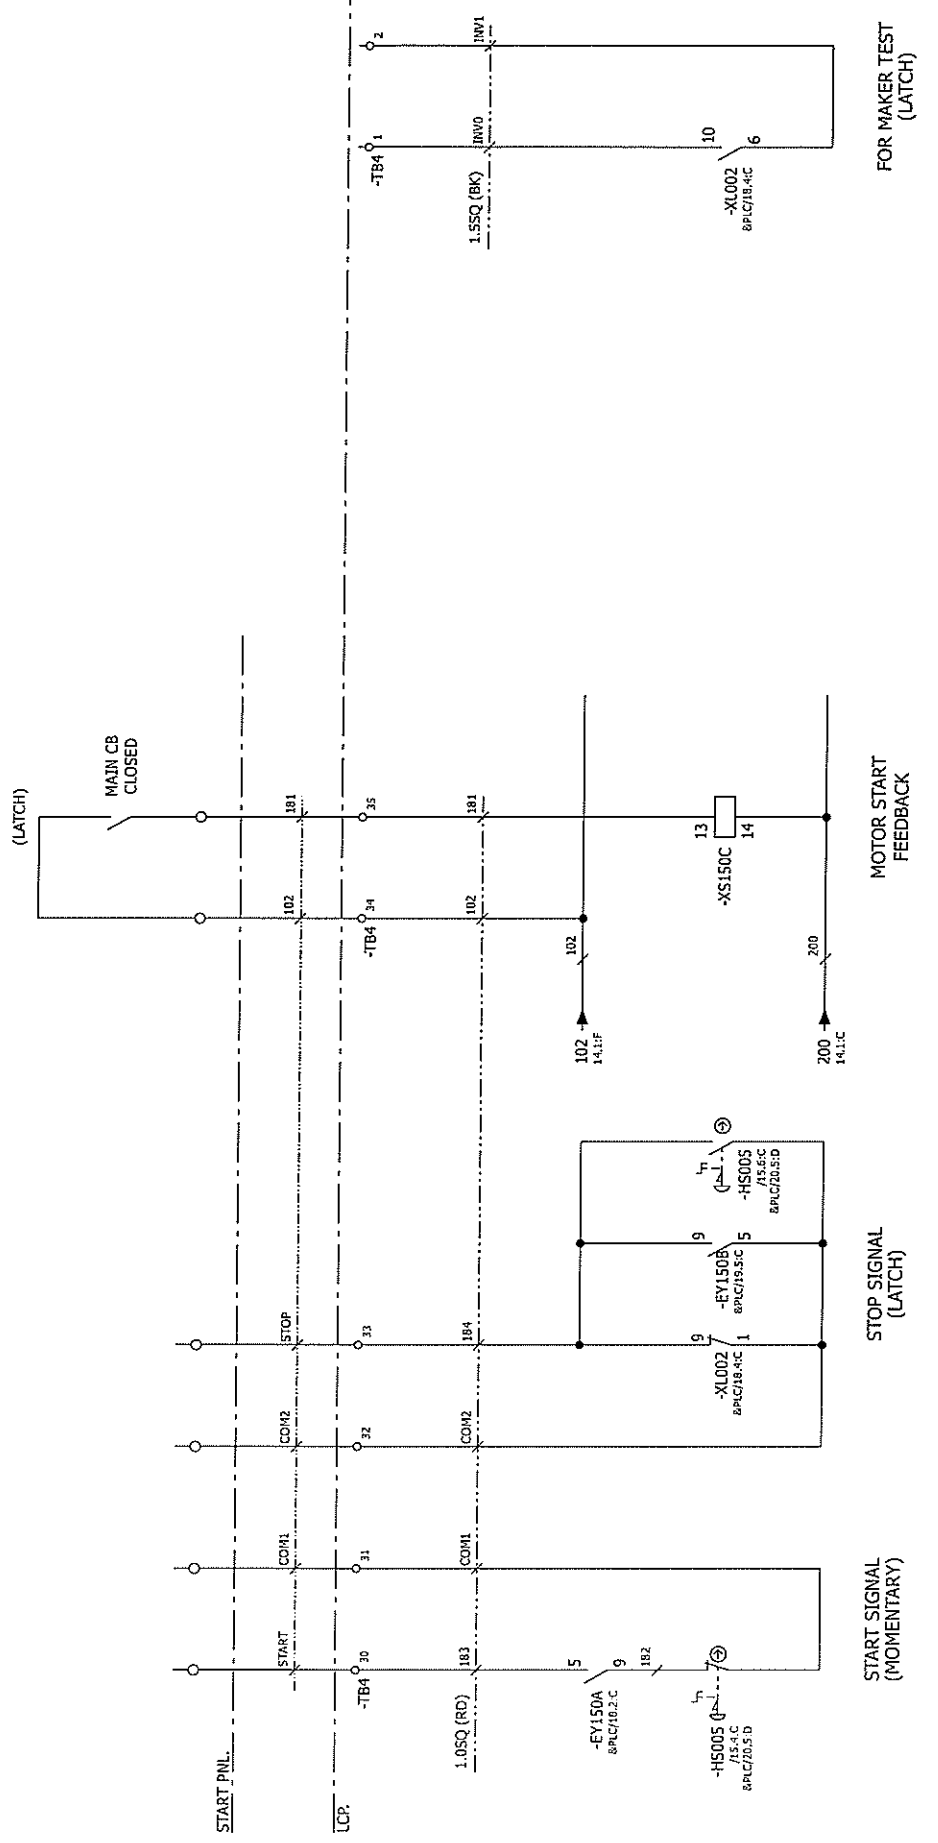 (LATCH)
MAIN CB
CLOSED
START PNL.
START
COM1
COM2
STOP
102
181
LCP.
-TB4
30
31
32
33
-TB4
34
35
-TB4
1
2
1.0SQ (RD)
183
COM1
COM2
184
102
181
1.5SQ (BK)
INV0
INV1
-EY150A
&PLC/18.2:C
5
9
182
-HS005
/15.4:C
&PLC/20.5:D
-XL002
&PLC/18.4:C
9
1
-EY150B
&PLC/19.5:C
9
5
-HS005
/15.6:C
&PLC/20.5:D
102
14.1:F
102
200
14.1:C
200
-XS150C
13
14
-XL002
&PLC/18.4:C
10
6
START SIGNAL
(MOMENTARY)
STOP SIGNAL
(LATCH)
MOTOR START
FEEDBACK
FOR MAKER TEST
(LATCH)